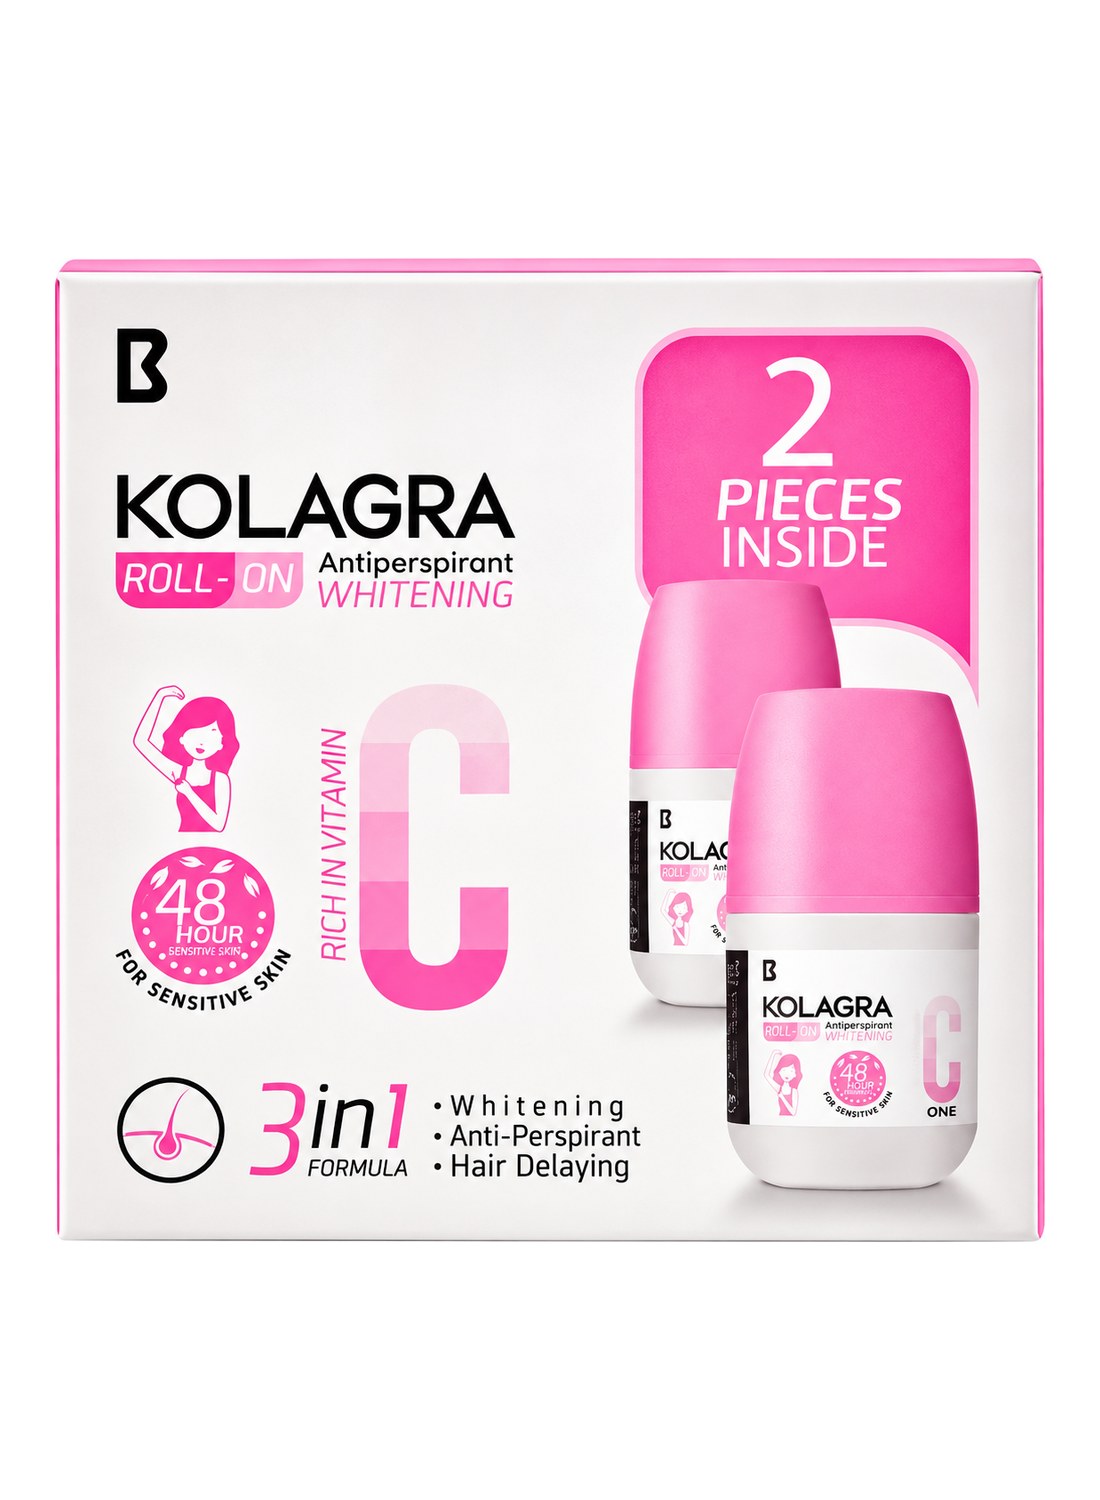 B
KOLAGRA
ROLL-ON
Antiperspirant
WHITENING
2
PIECES
INSIDE
RICH IN VITAMIN
C
48
HOUR
SENSITIVE SKIN
FOR SENSITIVE SKIN
3in1
FORMULA
• Whitening
• Anti-Perspirant
• Hair Delaying
B
KOLAG
ROLL-ON
B
KOLAGRA
ROLL-ON
Antiperspirant
WHITENING
48
HOUR
FOR SENSITIVE SKIN
C
ONE